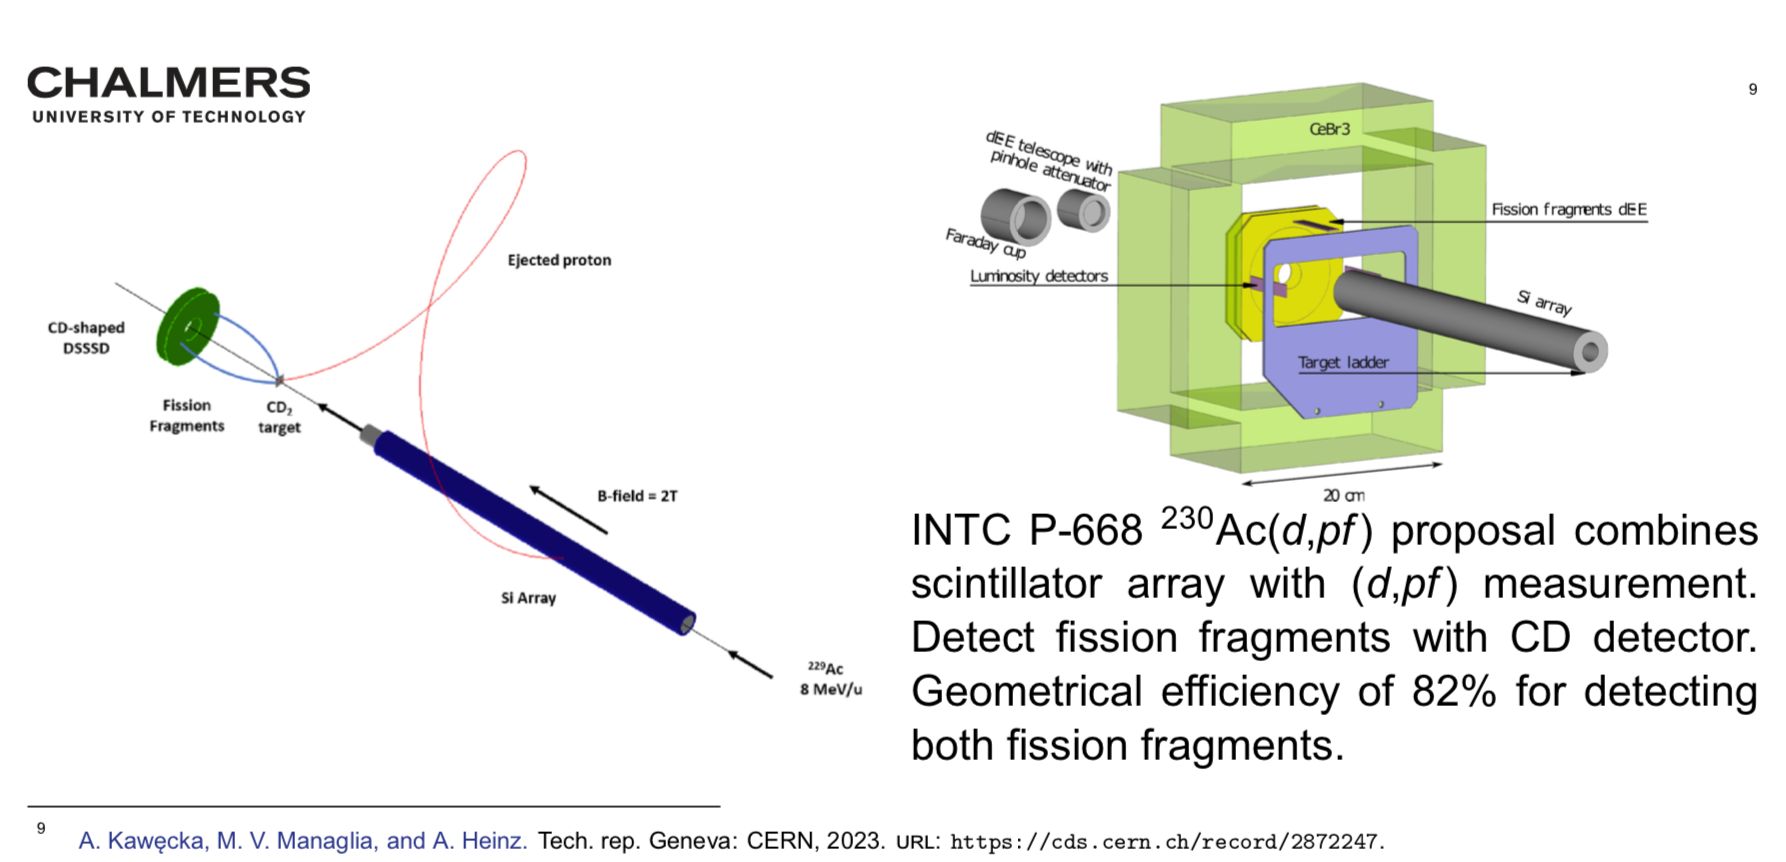 CHALMERS
UNIVERSITY OF TECHNOLOGY
9
Ejected proton
CD-shaped
DSSSD
Fission
Fragments
CD₂
target
B-field = 2T
Si Array
²²⁹Ac
8 MeV/u
CeBr3
dEE telescope with
pinhole attenuator
Faraday cup
Luminosity detectors
Fission fragments dEE
Si array
Target ladder
20 cm
INTC P-668 ²³⁰Ac(d,pf) proposal combines
scintillator array with (d,pf) measurement.
Detect fission fragments with CD detector.
Geometrical efficiency of 82% for detecting
both fission fragments.
9 A. Kawęcka, M. V. Managlia, and A. Heinz. Tech. rep. Geneva: CERN, 2023. URL: https://cds.cern.ch/record/2872247.